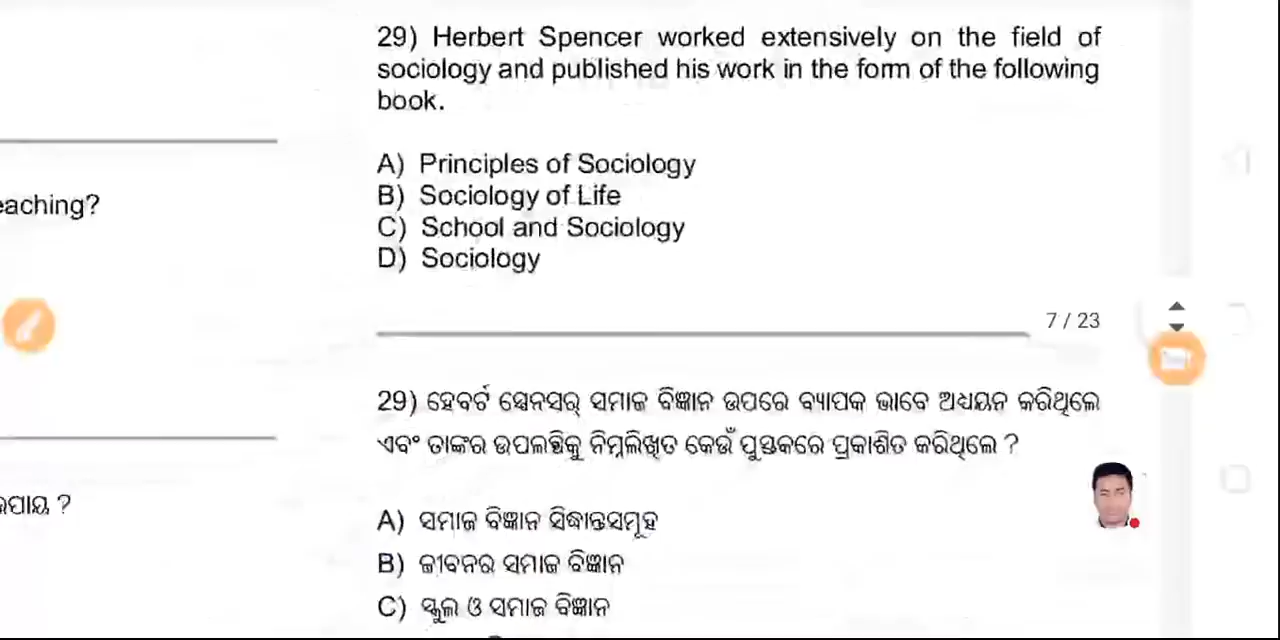 29) Herbert Spencer worked extensively on the field of
sociology and published his work in the form of the following
book.
A) Principles of Sociology
B) Sociology of Life
C) School and Sociology
D) Sociology
eaching?
7 / 23
29) ହେବର୍ଟ ସ୍ପେନସର୍ ସମାଜ ବିଜ୍ଞାନ ଉପରେ ବ୍ୟାପକ ଭାବେ ଅଧ୍ୟୟନ କରିଥିଲେ
ଏବଂ ତାଙ୍କର ଉପଲବ୍ଧିକୁ ନିମ୍ନଲିଖିତ କେଉଁ ପୁସ୍ତକରେ ପ୍ରକାଶିତ କରିଥିଲେ ?
ଉପାୟ ?
A) ସମାଜ ବିଜ୍ଞାନ ସିଦ୍ଧାନ୍ତସମୂହ
B) ଜୀବନର ସମାଜ ବିଜ୍ଞାନ
C) ସ୍କୁଲ ଓ ସମାଜ ବିଜ୍ଞାନ